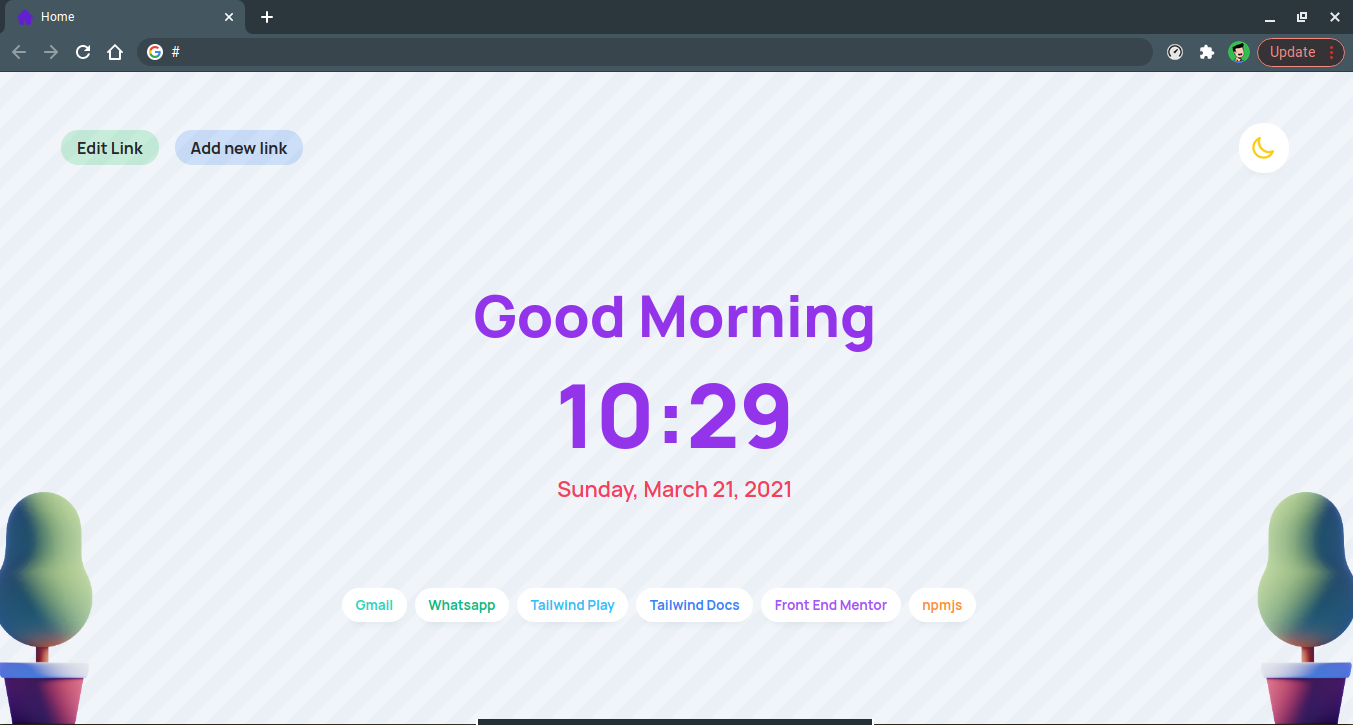 Home
#
Update
Edit Link
Add new link
Good Morning
10:29
Sunday, March 21, 2021
Gmail Whatsapp Tailwind Play Tailwind Docs Front End Mentor npmjs